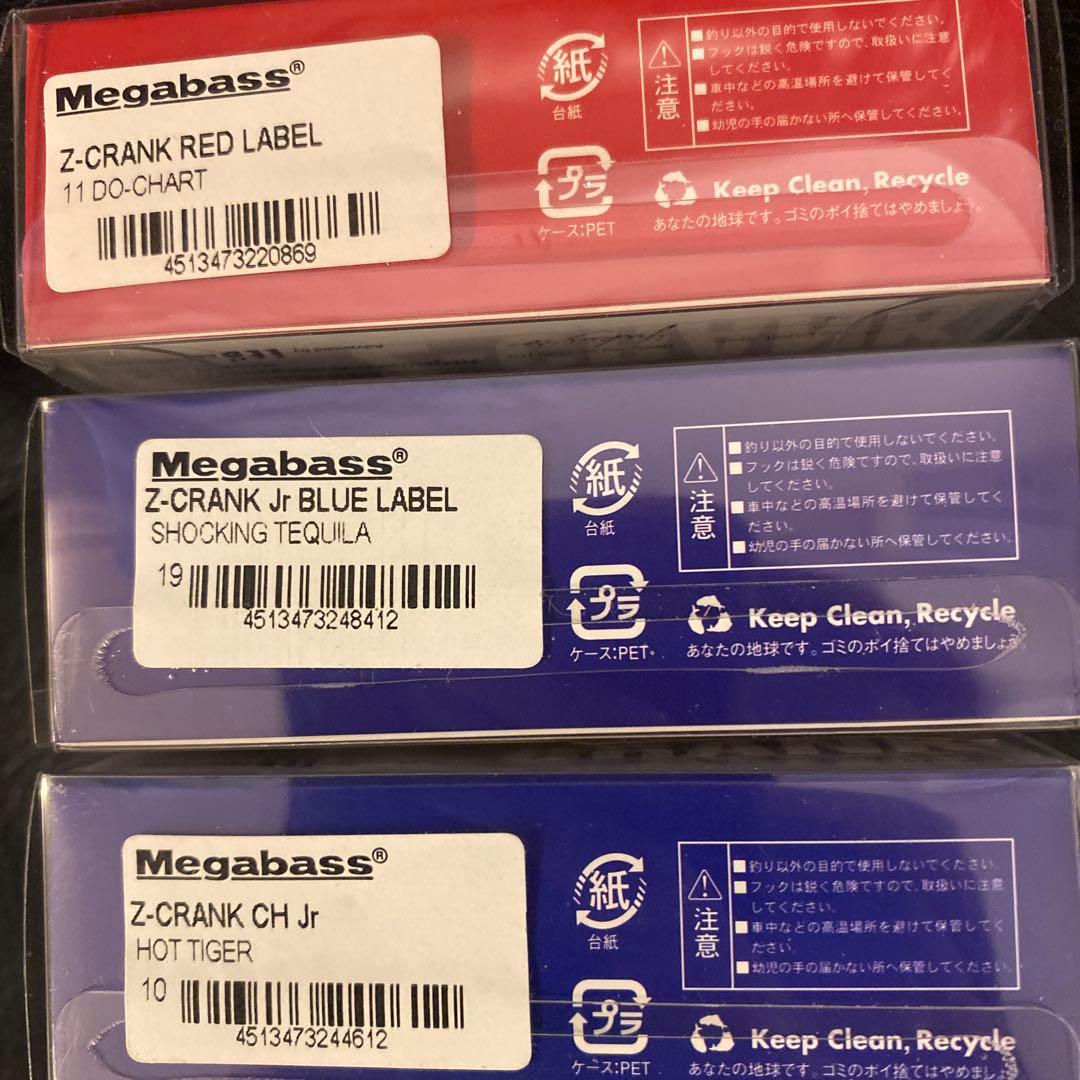 Megabass®
Z-CRANK RED LABEL
11 DO-CHART
4513473220869
紙
台紙
プラ
ケース:PET
注意
■釣り以外の目的で使用しないでください。
■フックは鋭く危険ですので、取扱いに注意
してください。
■車中などの高温場所を避けて保管してく
ださい。
■幼児の手の届かない所へ保管してください。
Keep Clean, Recycle
あなたの地球です。ゴミのポイ捨てはやめましょう。
Megabass®
Z-CRANK Jr BLUE LABEL
SHOCKING TEQUILA
19
4513473248412
紙
台紙
プラ
ケース:PET
注意
■釣り以外の目的で使用しないでください。
■フックは鋭く危険ですので、取扱いに注意
してください。
■車中などの高温場所を避けて保管してく
ださい。
■幼児の手の届かない所へ保管してください。
Keep Clean, Recycle
あなたの地球です。ゴミのポイ捨てはやめましょう。
Megabass®
Z-CRANK CH Jr
HOT TIGER
10
4513473244612
紙
台紙
プラ
ケース:PET
注意
■釣り以外の目的で使用しないでください。
■フックは鋭く危険ですので、取扱いに注意
してください。
■車中などの高温場所を避けて保管してく
ださい。
■幼児の手の届かない所へ保管してください。
Keep Clean, Recycle
あなたの地球です。ゴミのポイ捨てはやめましょう。